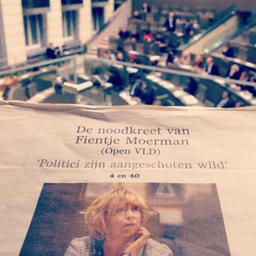 De noodkreet van
Fientje Moerman
(Open VLD)
'Politici zijn aangeschoten wild'
4 en 40